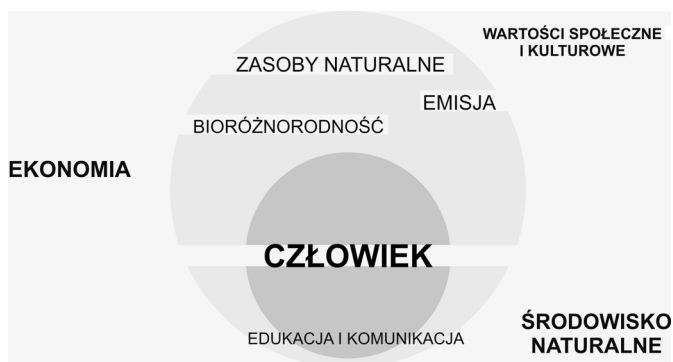 WARTOŚCI SPOŁECZNE
I KULTUROWE
ZASOBY NATURALNE
EMISJA
BIORÓŻNORODNOŚĆ
EKONOMIA
CZŁOWIEK
ŚRODOWISKO
NATURALNE
EDUKACJA I KOMUNIKACJA